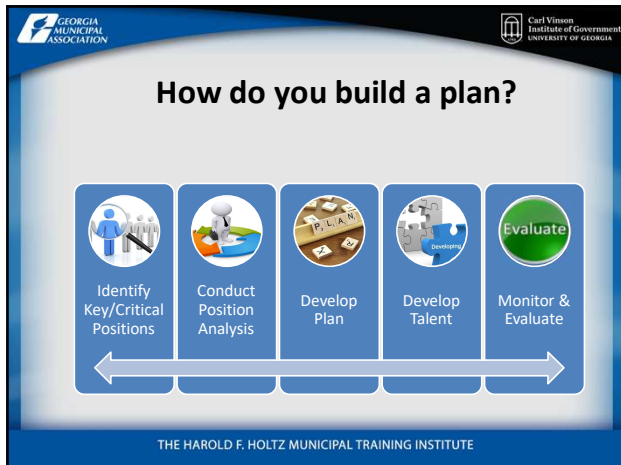 GEORGIA
MUNICIPAL
ASSOCIATION
Carl Vinson
Institute of Government
UNIVERSITY OF GEORGIA
How do you build a plan?
Identify
Key/Critical
Positions
Conduct
Position
Analysis
PLAN
Develop
Plan
Developing
Develop
Talent
Evaluate
Monitor &
Evaluate
THE HAROLD F. HOLTZ MUNICIPAL TRAINING INSTITUTE